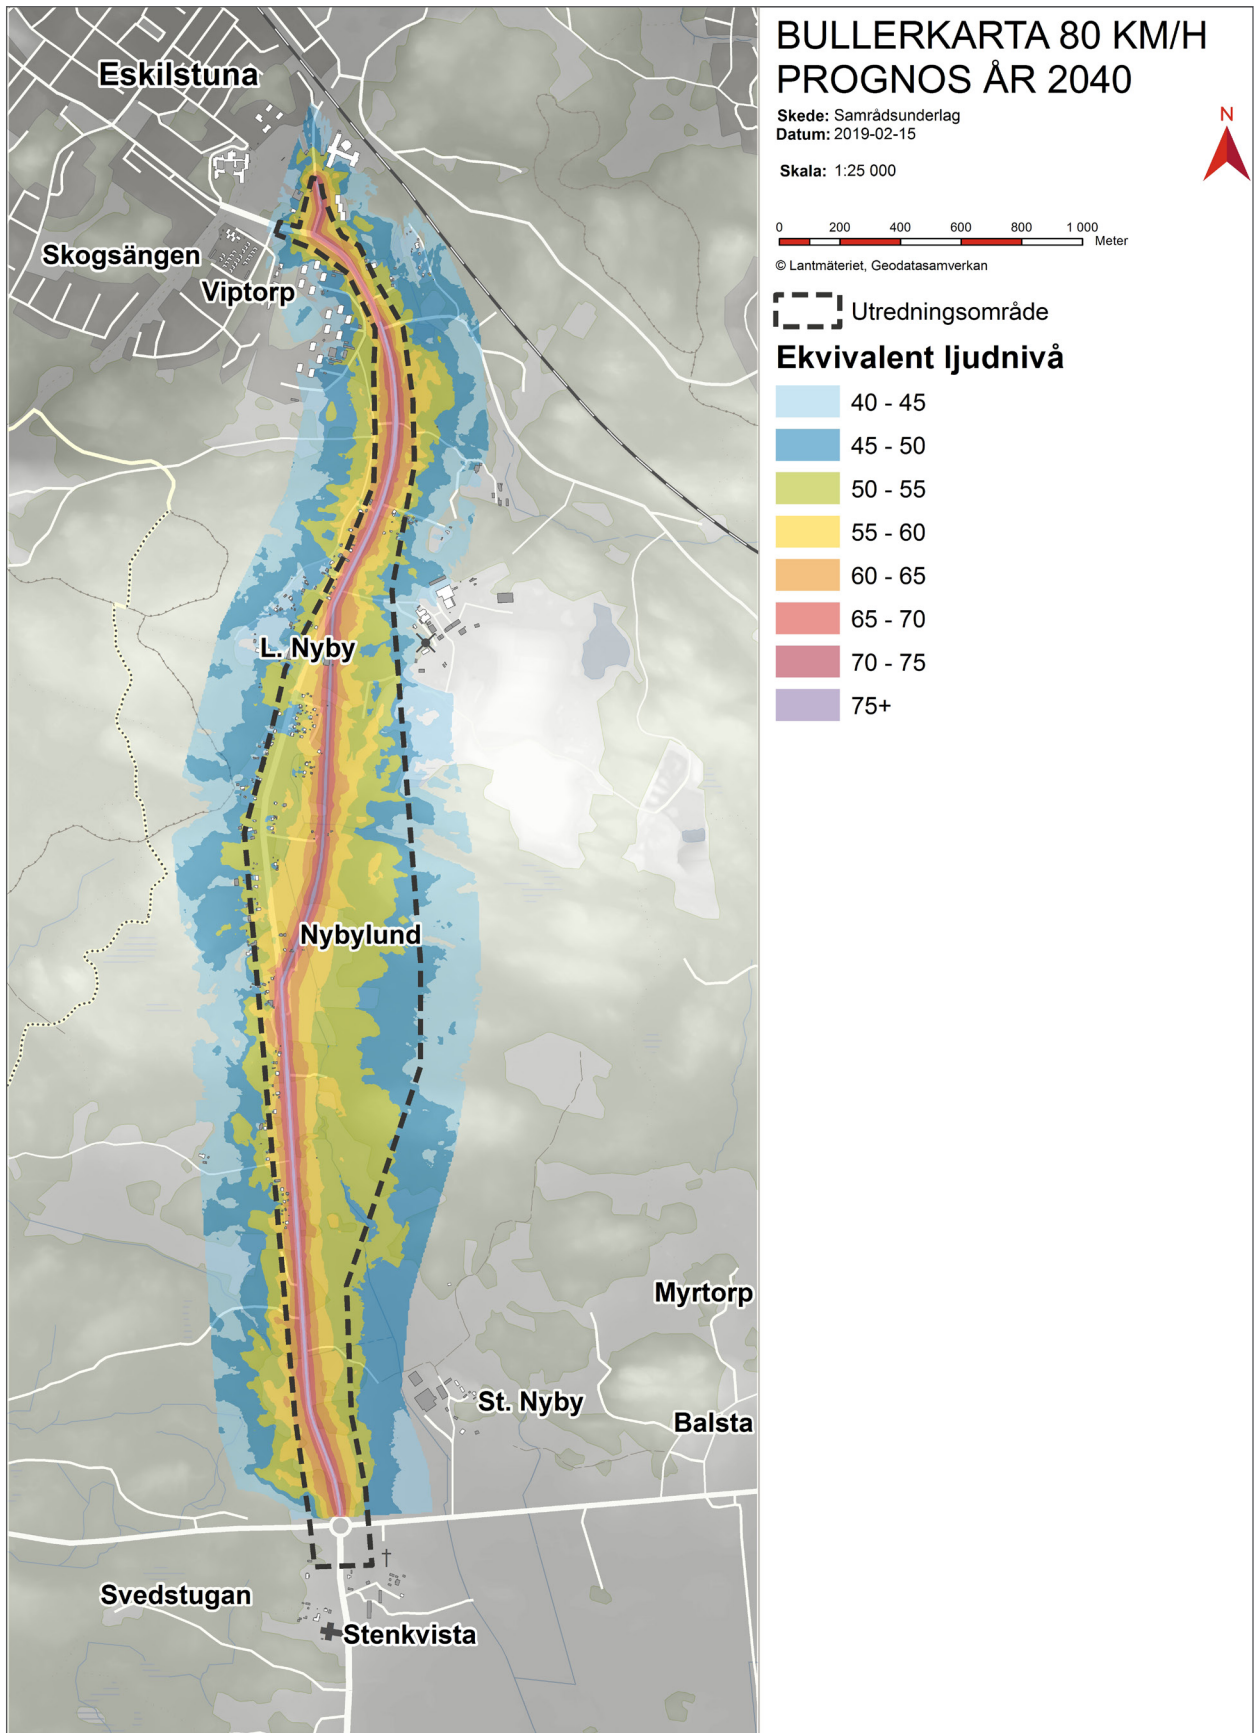 BULLERKARTA 80 KM/H
PROGNOS ÅR 2040
Skede: Samrådsunderlag
Datum: 2019-02-15
Skala: 1:25 000
N
0 200 400 600 800 1 000
Meter
© Lantmäteriet, Geodatasamverkan
Utredningsområde
Ekvivalent ljudnivå
40 - 45
45 - 50
50 - 55
55 - 60
60 - 65
65 - 70
70 - 75
75+
Eskilstuna
Skogsängen
Viptorp
L. Nyby
Nybylund
Myrtorp
St. Nyby
Balsta
Svedstugan
Stenkvista